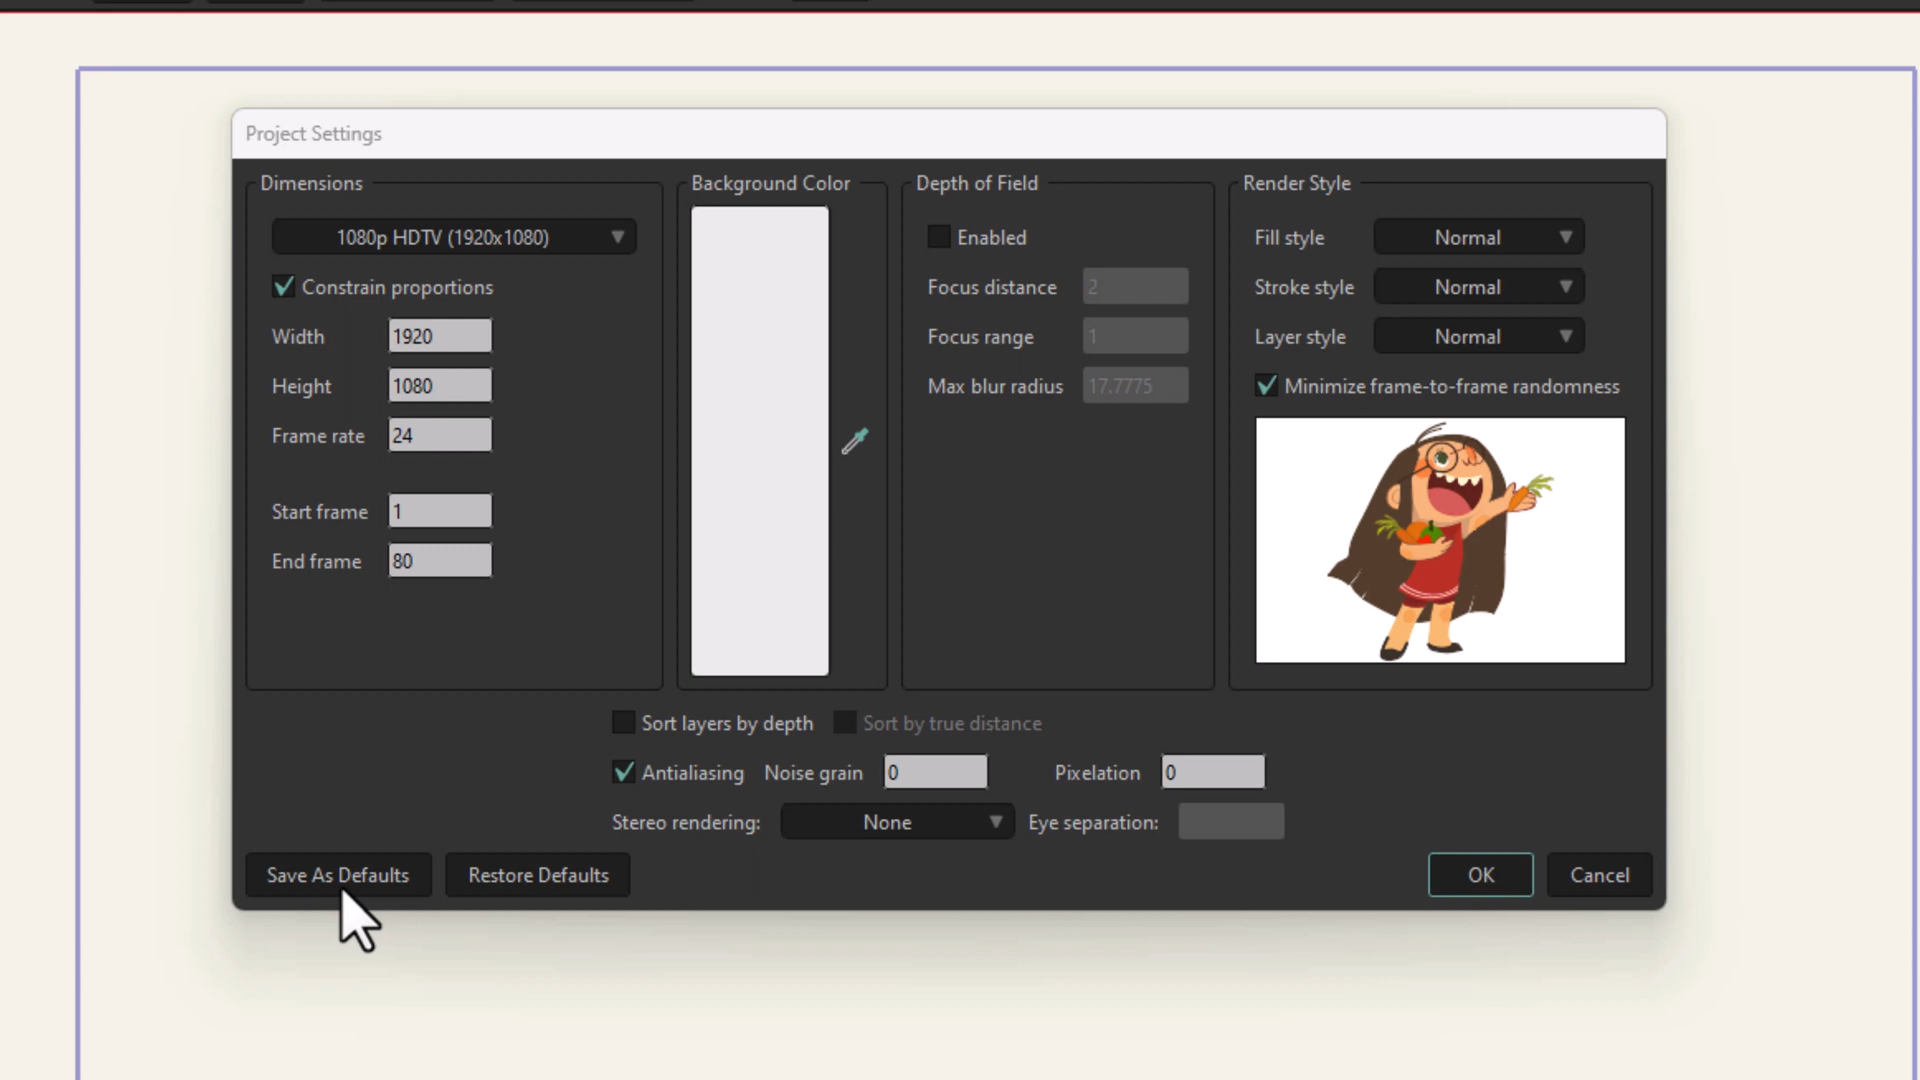 Project Settings
Dimensions
1080p HDTV (1920x1080)
Constrain proportions
Width 1920
Height 1080
Frame rate 24
Start frame 1
End frame 80
Background Color
Depth of Field
Enabled
Focus distance 2
Focus range 1
Max blur radius 17.7775
Render Style
Fill style Normal
Stroke style Normal
Layer style Normal
Minimize frame-to-frame randomness
Sort layers by depth Sort by true distance
Antialiasing Noise grain 0 Pixelation 0
Stereo rendering: None Eye separation:
Save As Defaults Restore Defaults OK Cancel